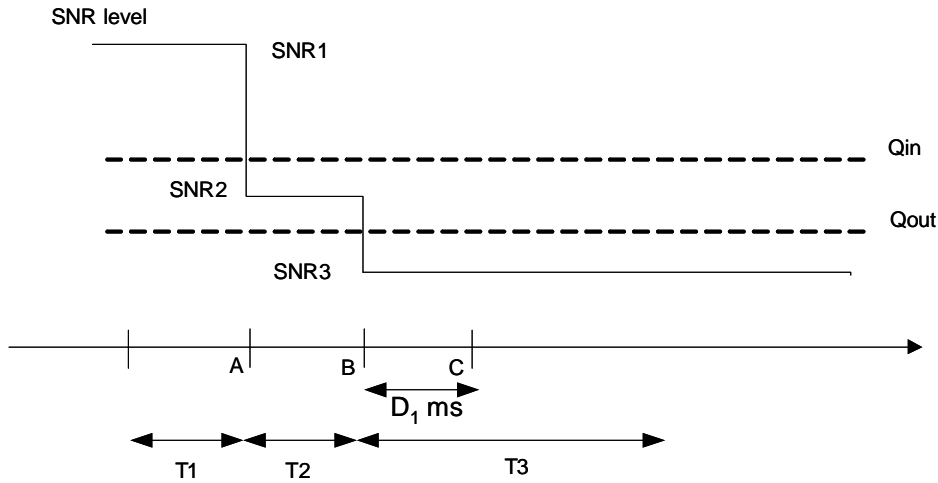 SNR level
SNR1
Qin
SNR2
Qout
SNR3
A
B
C
D₁ ms
T1
T2
T3